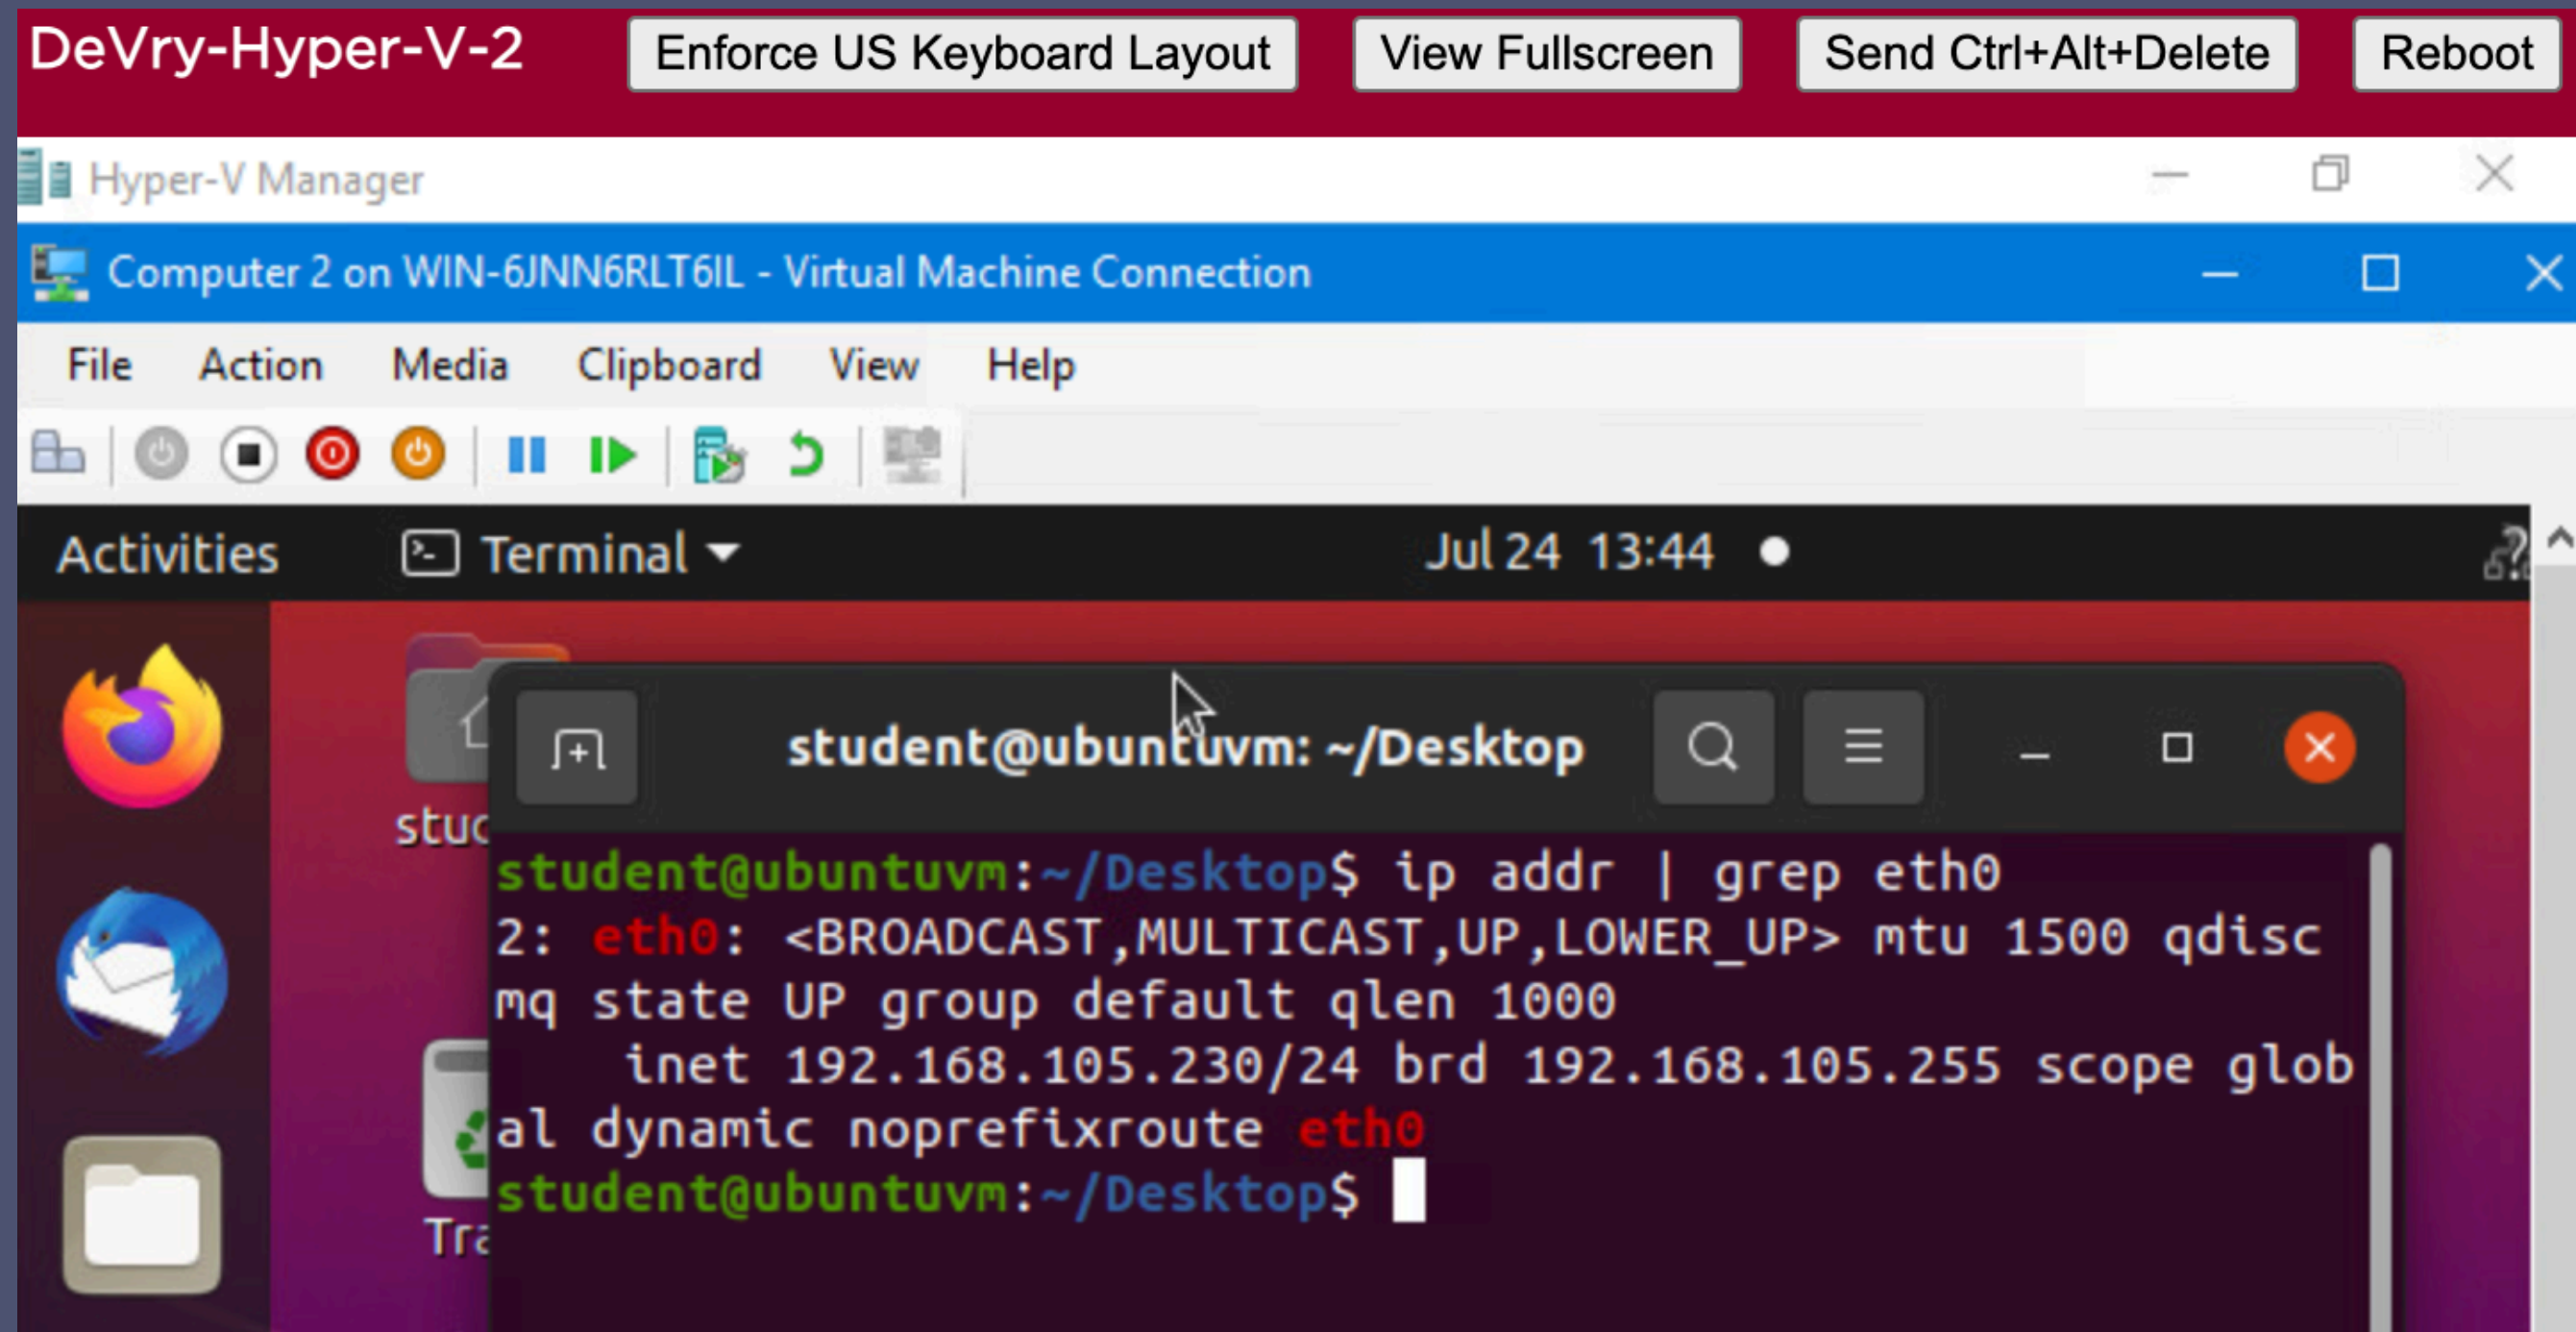 DeVry-Hyper-V-2 Enforce US Keyboard Layout View Fullscreen Send Ctrl+Alt+Delete Reboot
Hyper-V Manager
Computer 2 on WIN-6JNN6RLT6IL - Virtual Machine Connection
File Action Media Clipboard View Help
Activities Terminal Jul 24 13:44
student@ubuntuvm: ~/Desktop
student@ubuntuvm:~/Desktop$ ip addr | grep eth0
2: eth0: <BROADCAST,MULTICAST,UP,LOWER_UP> mtu 1500 qdisc
mq state UP group default qlen 1000
inet 192.168.105.230/24 brd 192.168.105.255 scope glob
al dynamic noprefixroute eth0
student@ubuntuvm:~/Desktop$